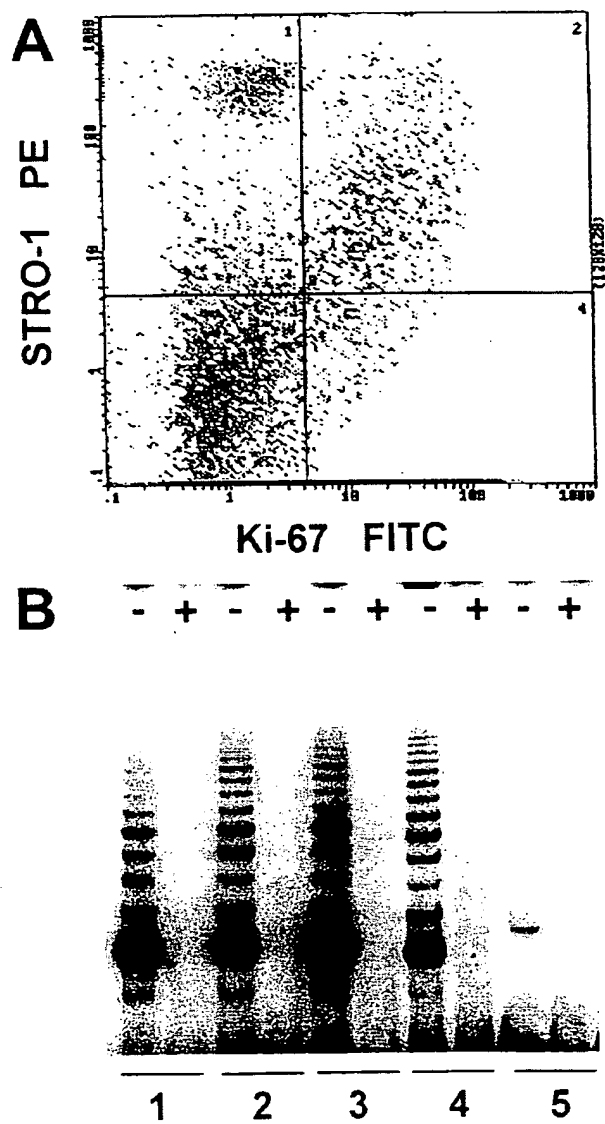 A
1
2
4
1000
100
10
1
.1
STRO-1 PE
(128X128)
.1 1 10 100 1000
Ki-67 FITC
B
- + - + - + - + - +
1 2 3 4 5